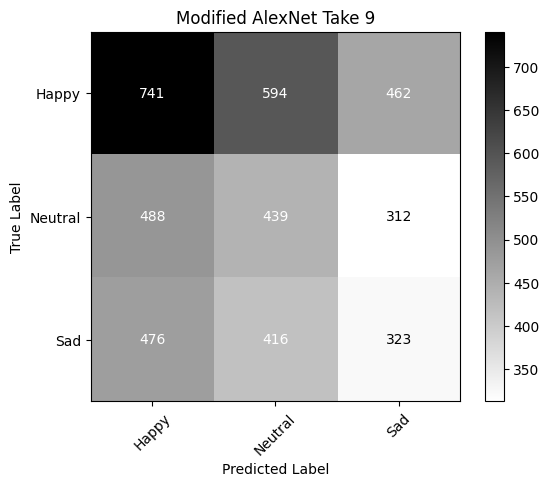 Modified AlexNet Take 9
Happy 741 594 462
Neutral 488 439 312
Sad 476 416 323
Happy Neutral Sad
Predicted Label
True Label
700
650
600
550
500
450
400
350